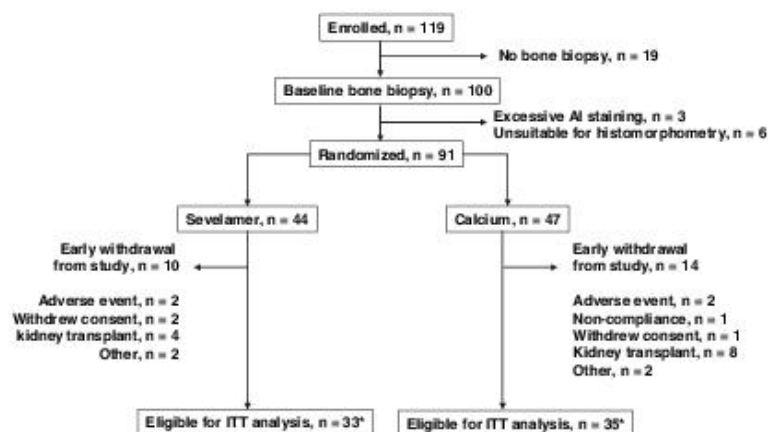 Enrolled, n = 119
No bone biopsy, n = 19
Baseline bone biopsy, n = 100
Excessive Al staining, n = 3
Unsuitable for histomorphometry, n = 6
Randomized, n = 91
Sevelamer, n = 44
Calcium, n = 47
Early withdrawal
from study, n = 10
Early withdrawal
from study, n = 14
Adverse event, n = 2
Withdrew consent, n = 2
kidney transplant, n = 4
Other, n = 2
Adverse event, n = 2
Non-compliance, n = 1
Withdrew consent, n = 1
Kidney transplant, n = 8
Other, n = 2
Eligible for ITT analysis, n = 33*
Eligible for ITT analysis, n = 35*